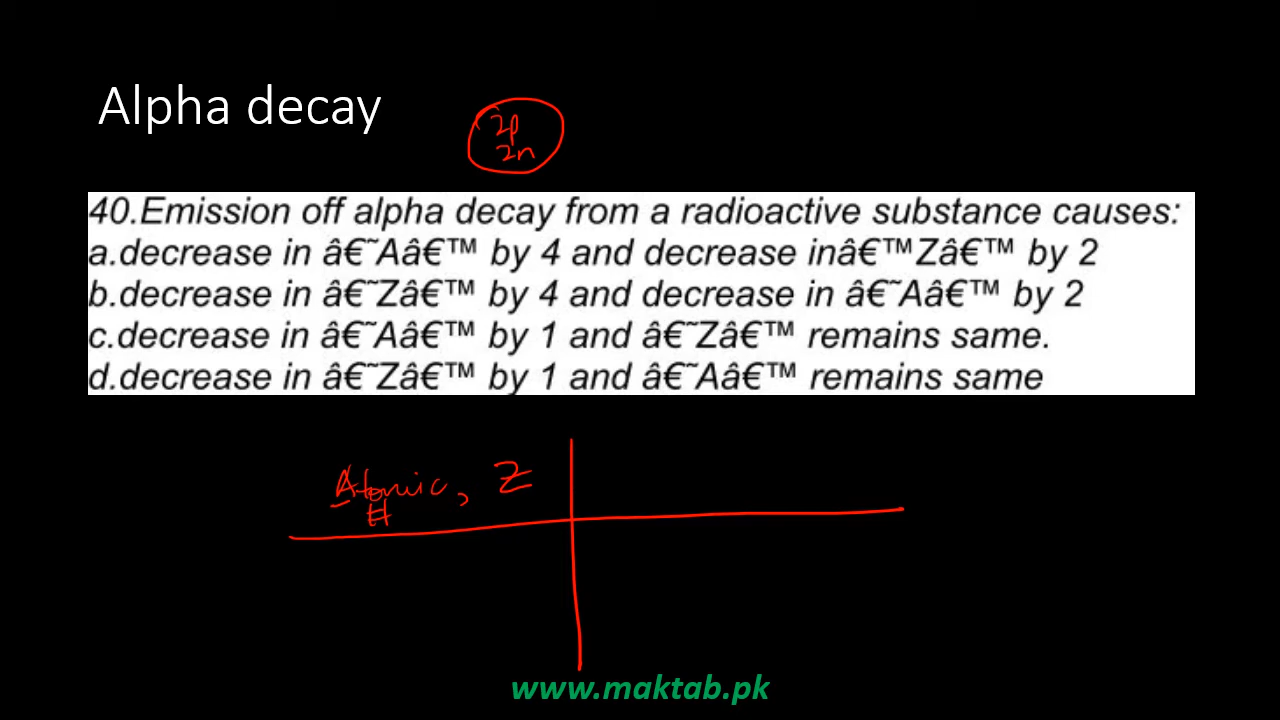 Alpha decay
2p
2n
40.Emission off alpha decay from a radioactive substance causes:
a.decrease in â€˜Aâ€™ by 4 and decrease inâ€™Zâ€™ by 2
b.decrease in â€˜Zâ€™ by 4 and decrease in â€˜Aâ€™ by 2
c.decrease in â€˜Aâ€™ by 1 and â€˜Zâ€™ remains same.
d.decrease in â€˜Zâ€™ by 1 and â€˜Aâ€™ remains same
Atomic, Z
#
www.maktab.pk